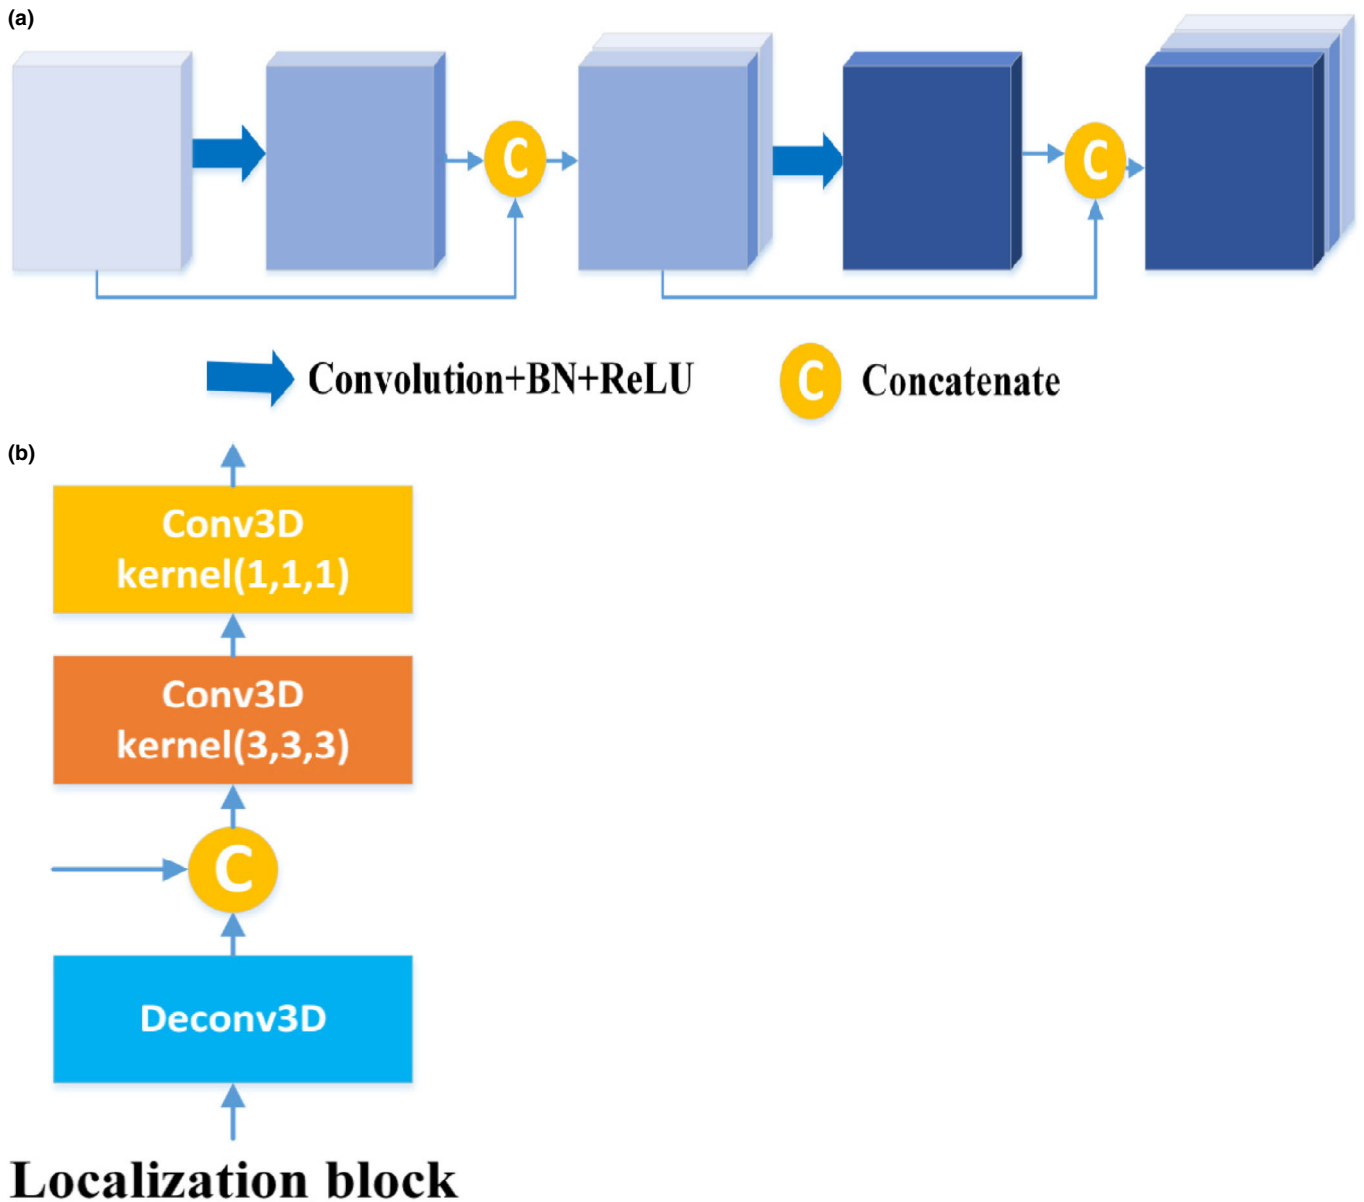 (a)
C
C
Convolution+BN+ReLU
C
Concatenate
(b)
Conv3D
kernel(1,1,1)
Conv3D
kernel(3,3,3)
C
Deconv3D
Localization block